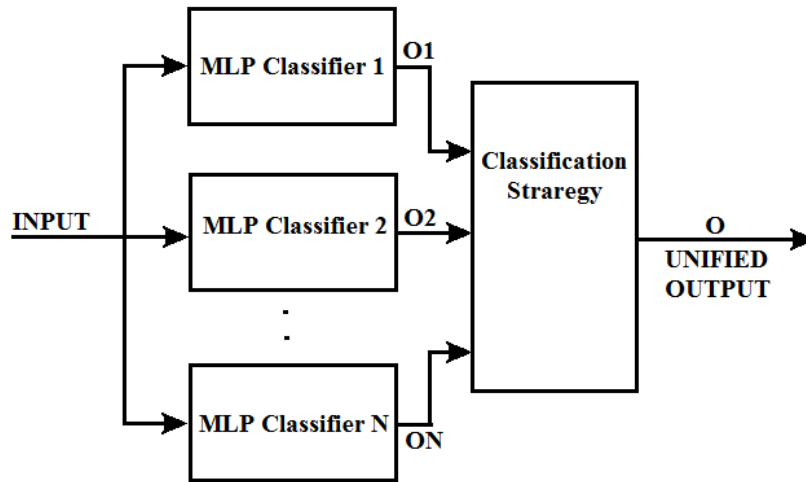 MLP Classifier 1
O1
INPUT
MLP Classifier 2
O2
MLP Classifier N
ON
Classification
Straregy
O
UNIFIED
OUTPUT